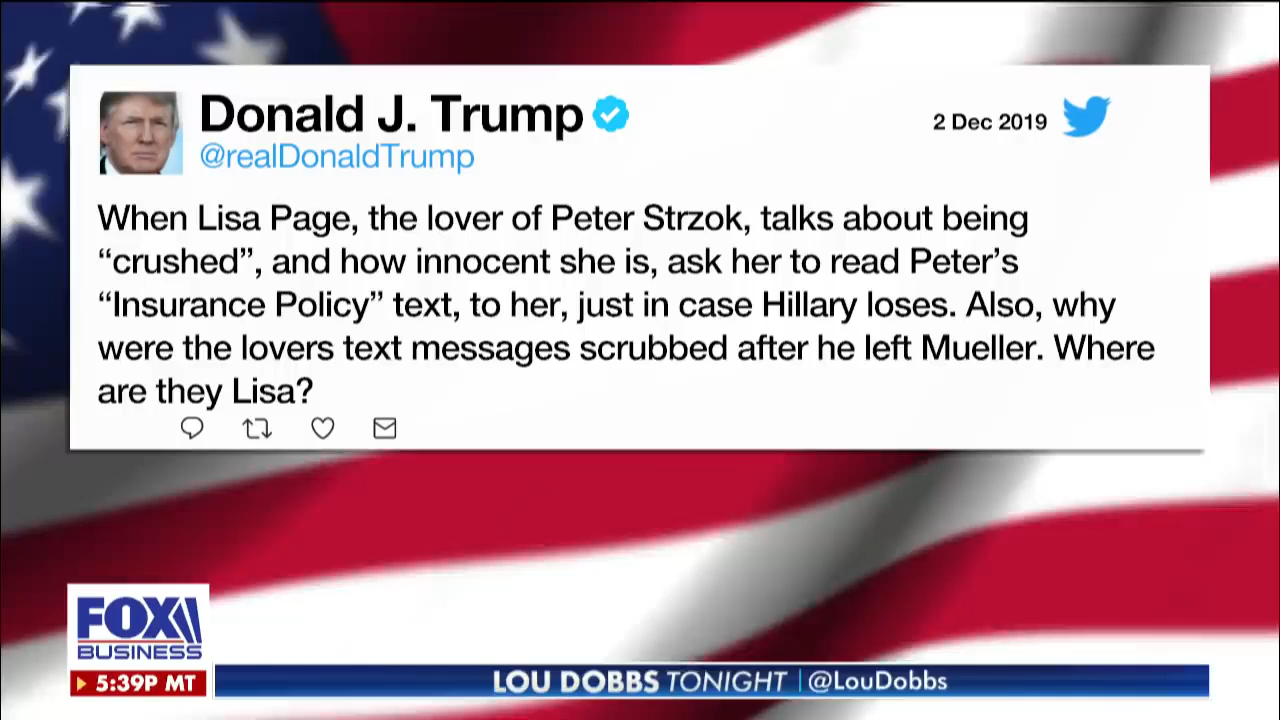 Donald J. Trump
@realDonaldTrump
2 Dec 2019
When Lisa Page, the lover of Peter Strzok, talks about being
“crushed”, and how innocent she is, ask her to read Peter’s
“Insurance Policy” text, to her, just in case Hillary loses. Also, why
were the lovers text messages scrubbed after he left Mueller. Where
are they Lisa?
FOX
BUSINESS
5:39P MT
LOU DOBBS TONIGHT | @LouDobbs